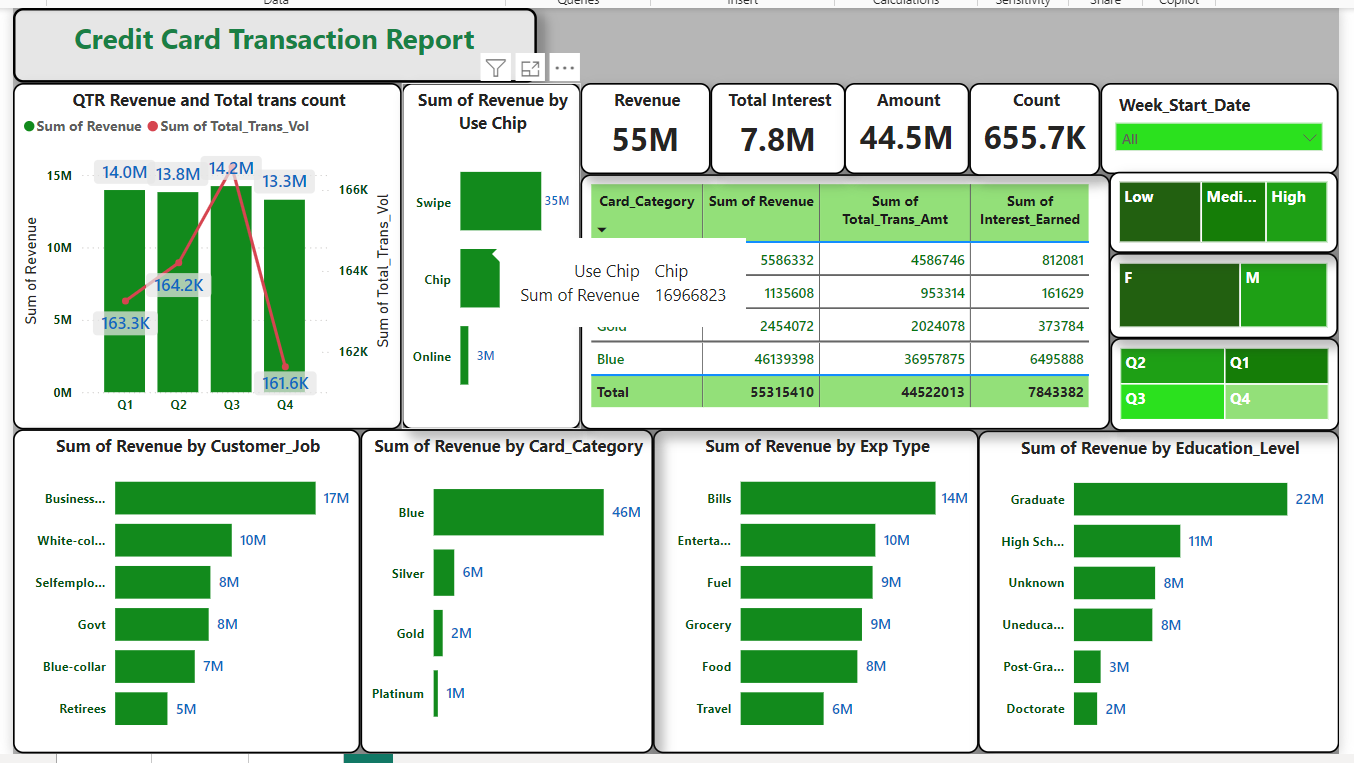 Data Queries Insert Calculations Sensitivity Share Copilot
Credit Card Transaction Report
QTR Revenue and Total trans count
Sum of Revenue Sum of Total_Trans_Vol
Sum of Revenue
15M
10M
5M
0M
14.0M 13.8M 14.2M 13.3M
163.3K
164.2K
161.6K
166K
164K
162K
Sum of Total_Trans_Vol
Q1 Q2 Q3 Q4
Sum of Revenue by
Use Chip
Swipe 35M
Chip
Online 3M
Use Chip Chip
Sum of Revenue 16966823
Revenue
55M
Total Interest
7.8M
Amount
44.5M
Count
655.7K
Week_Start_Date
All
Card_Category Sum of Revenue Sum of Total_Trans_Amt Sum of Interest_Earned
5586332 4586746 812081
1135608 953314 161629
Gold 2454072 2024078 373784
Blue 46139398 36957875 6495888
Total 55315410 44522013 7843382
Low Medi... High
F M
Q2 Q1
Q3 Q4
Sum of Revenue by Customer_Job
Business... 17M
White-col... 10M
Selfemplo... 8M
Govt 8M
Blue-collar 7M
Retirees 5M
Sum of Revenue by Card_Category
Blue 46M
Silver 6M
Gold 2M
Platinum 1M
Sum of Revenue by Exp Type
Bills 14M
Enterta... 10M
Fuel 9M
Grocery 9M
Food 8M
Travel 6M
Sum of Revenue by Education_Level
Graduate 22M
High Sch... 11M
Unknown 8M
Uneduca... 8M
Post-Gra... 3M
Doctorate 2M